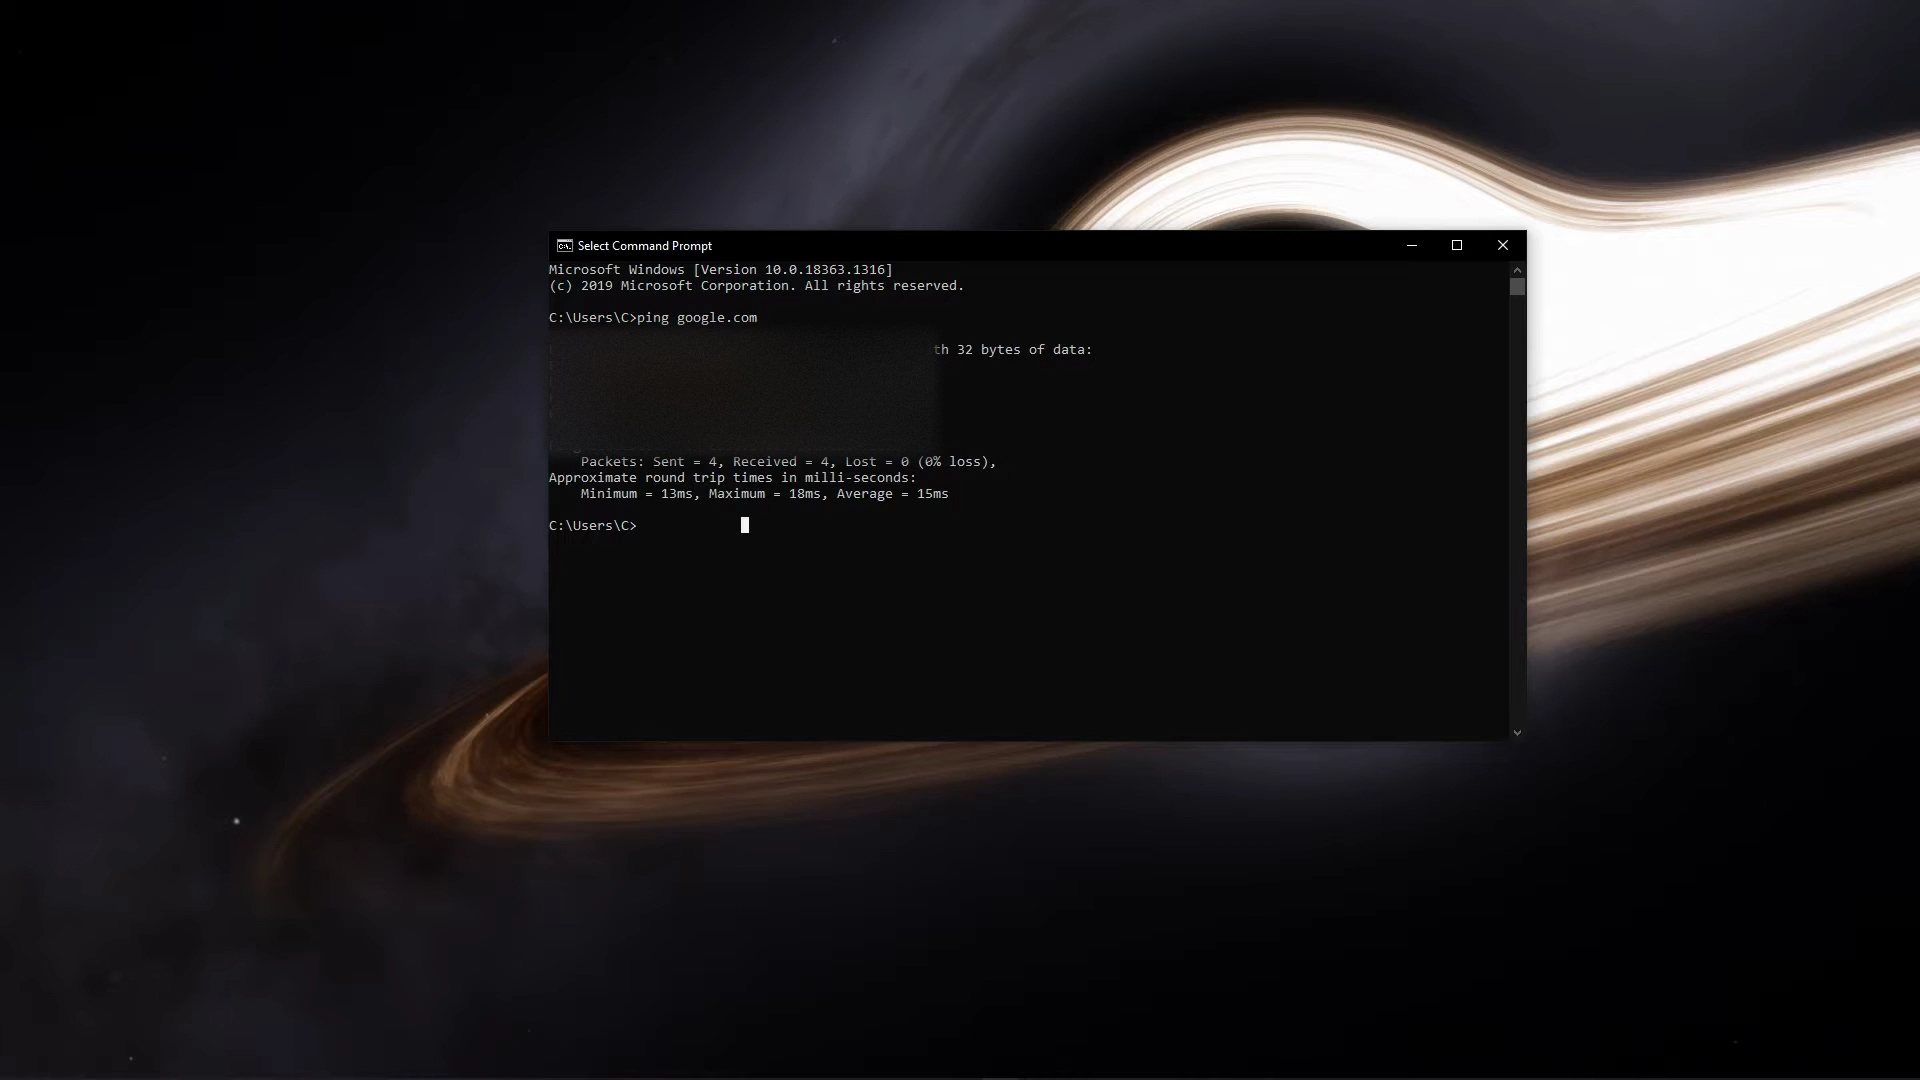 Select Command Prompt
Microsoft Windows [Version 10.0.18363.1316]
(c) 2019 Microsoft Corporation. All rights reserved.
C:\Users\C>ping google.com
th 32 bytes of data:
Packets: Sent = 4, Received = 4, Lost = 0 (0% loss),
Approximate round trip times in milli-seconds:
Minimum = 13ms, Maximum = 18ms, Average = 15ms
C:\Users\C>